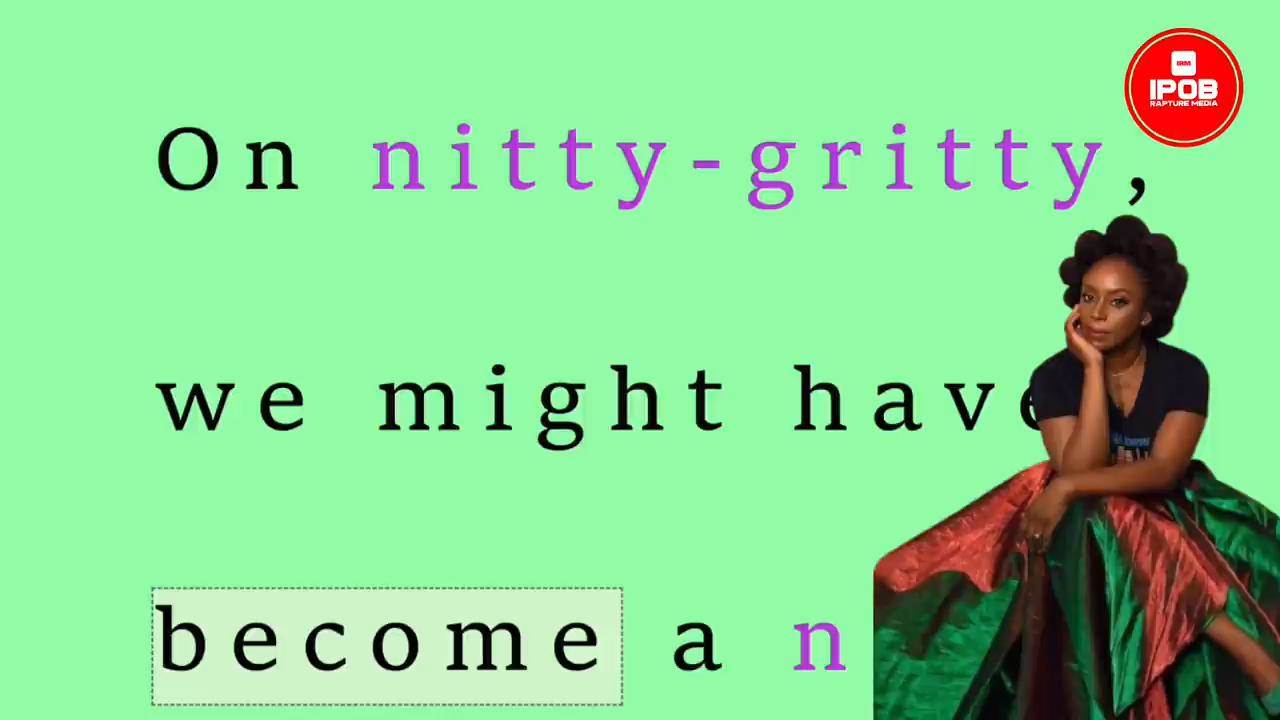 On nitty-gritty,
we might have
become a n
IRM
IPOB
RAPTURE MEDIA